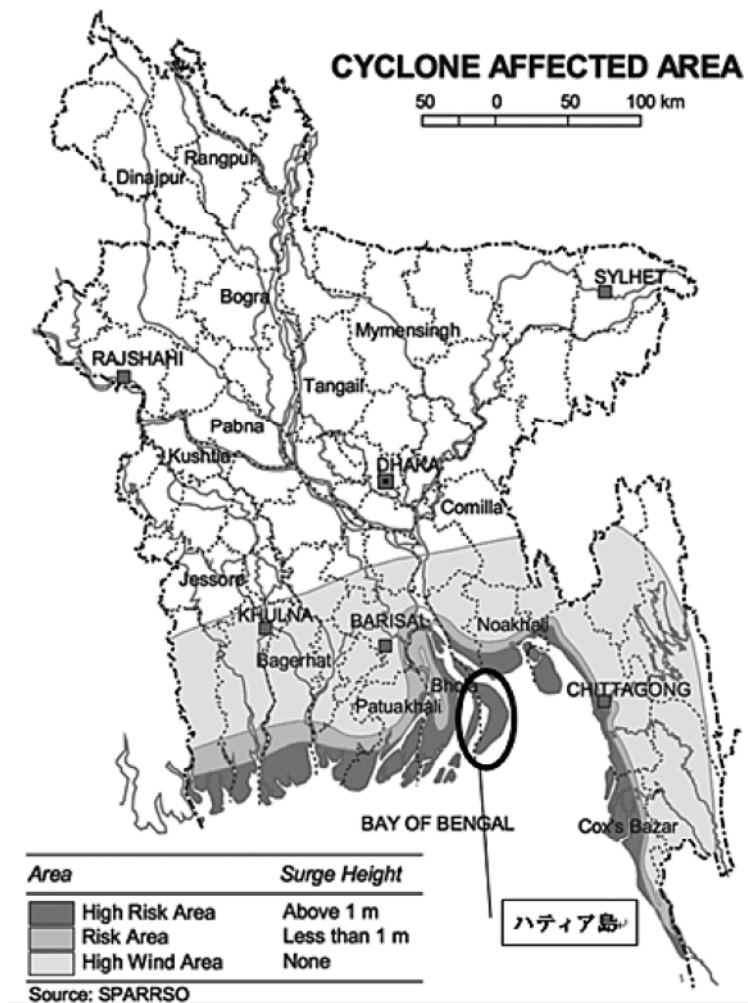 CYCLONE AFFECTED AREA
50 0 50 100 km
Rangpur
Dinajpur
SYLHET
Bogra
Mymensingh
RAJSHAHI
Tangail
Pabna
Kushtia
DHAKA
Comilla
Jessore
KHULNA
BARISAL
Noakhali
Bagerhat
Bhola
CHITTAGONG
Patuakhali
BAY OF BENGAL
Cox's Bazar
ハティア島
Area Surge Height
High Risk Area Above 1 m
Risk Area Less than 1 m
High Wind Area None
Source: SPARRSO